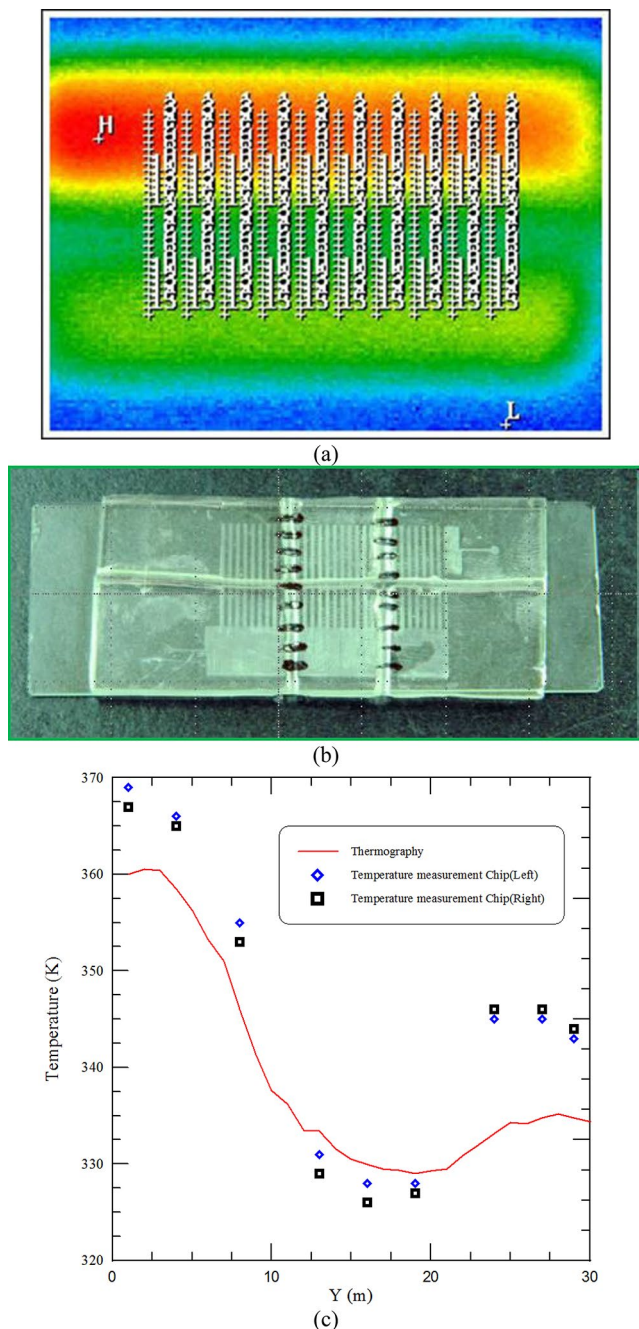 H
L
(a)
(b)
370
360
350
340
330
320
Temperature (K)
Thermography
Temperature measurement Chip(Left)
Temperature measurement Chip(Right)
0
10
20
30
Y (m)
(c)